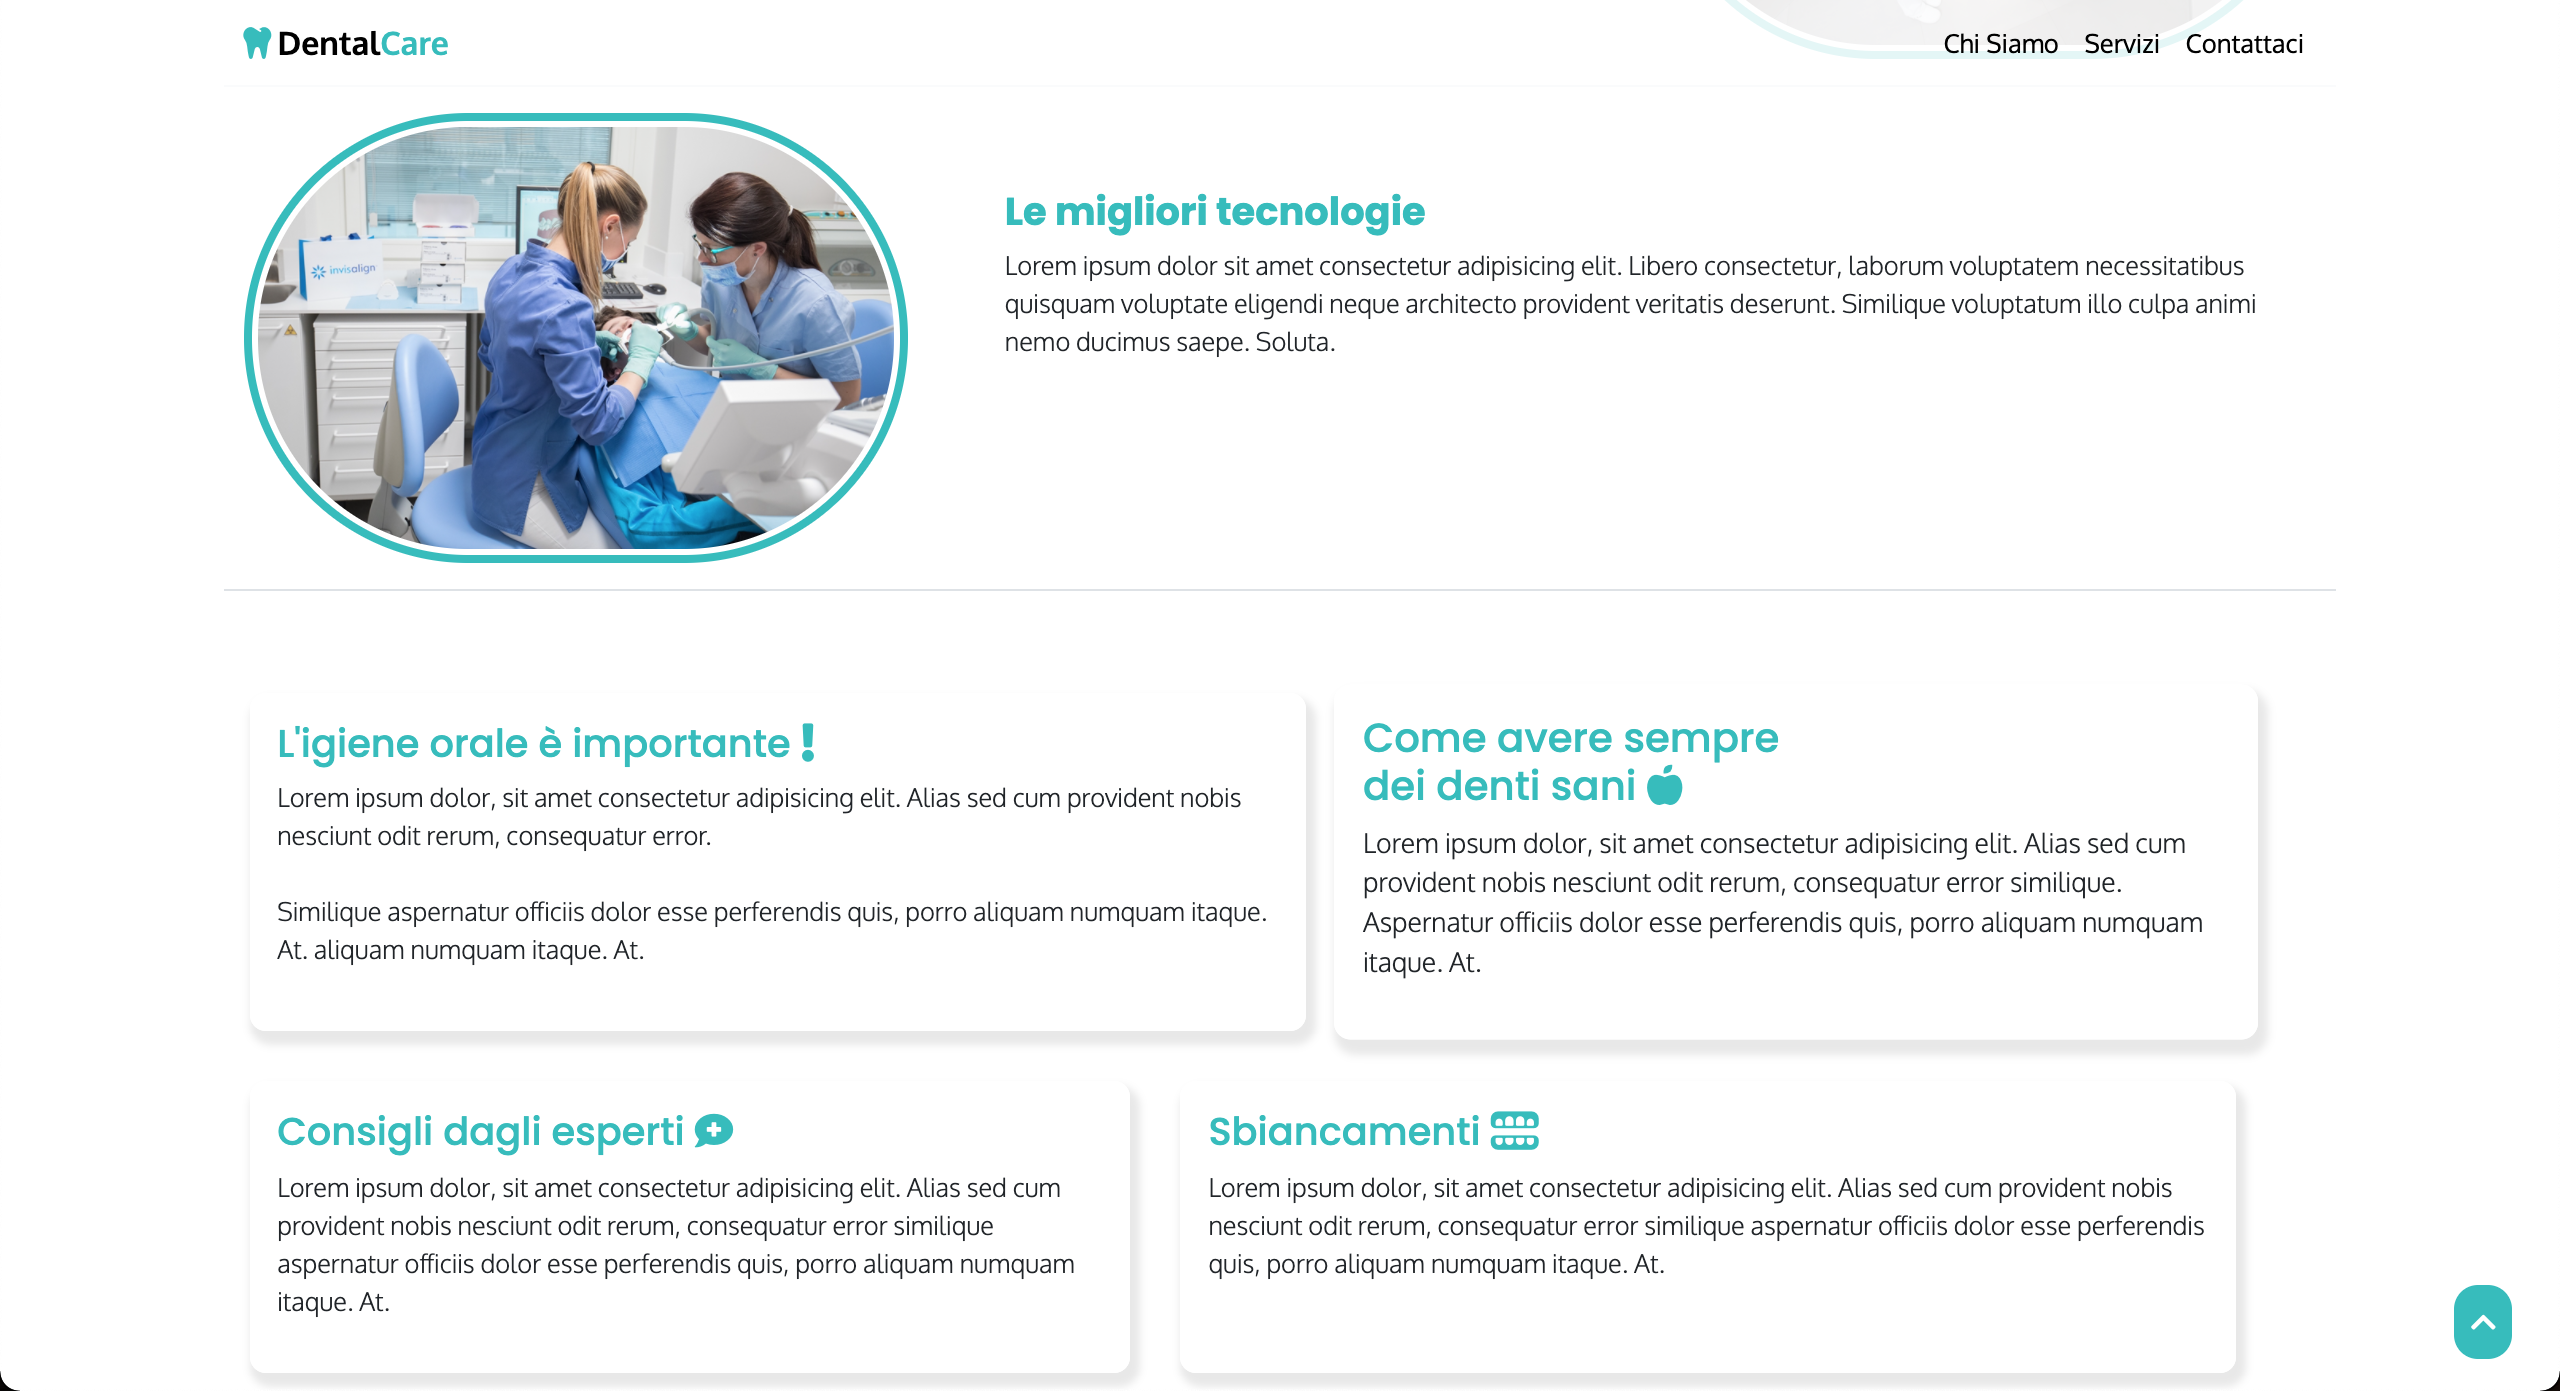 DentalCare
Chi Siamo Servizi Contattaci
invisalign
Le migliori tecnologie
Lorem ipsum dolor sit amet consectetur adipisicing elit. Libero consectetur, laborum voluptatem necessitatibus
quisquam voluptate eligendi neque architecto provident veritatis deserunt. Similique voluptatum illo culpa animi
nemo ducimus saepe. Soluta.
L'igiene orale è importante
Lorem ipsum dolor, sit amet consectetur adipisicing elit. Alias sed cum provident nobis
nesciunt odit rerum, consequatur error.
Similique aspernatur officiis dolor esse perferendis quis, porro aliquam numquam itaque.
At. aliquam numquam itaque. At.
Come avere sempre
dei denti sani
Lorem ipsum dolor, sit amet consectetur adipisicing elit. Alias sed cum
provident nobis nesciunt odit rerum, consequatur error similique.
Aspernatur officiis dolor esse perferendis quis, porro aliquam numquam
itaque. At.
Consigli dagli esperti
Lorem ipsum dolor, sit amet consectetur adipisicing elit. Alias sed cum
provident nobis nesciunt odit rerum, consequatur error similique
aspernatur officiis dolor esse perferendis quis, porro aliquam numquam
itaque. At.
Sbiancamenti
Lorem ipsum dolor, sit amet consectetur adipisicing elit. Alias sed cum provident nobis
nesciunt odit rerum, consequatur error similique aspernatur officiis dolor esse perferendis
quis, porro aliquam numquam itaque. At.